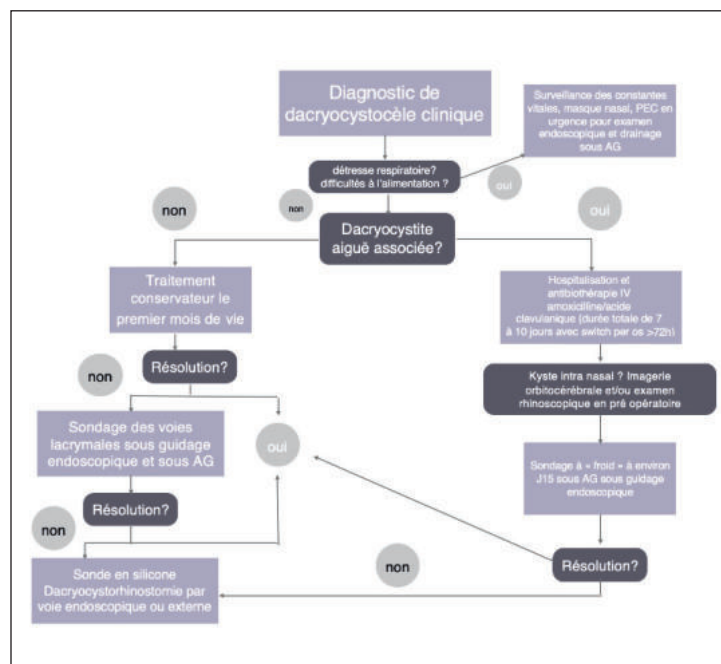 Diagnostic de
dacryocystocèle clinique
Surveillance des constantes
vitales, masque nasal, PEC en
urgence pour examen
endoscopique et drainage
sous AG
détresse respiratoire?
difficultés à l'alimentation ?
oui
non
non
oui
Dacryocystite
aiguë associée?
Traitement
conservateur le
premier mois de vie
Hospitalisation et
antibiothérapie IV
amoxicilline/acide
clavulanique (durée totale de 7
à 10 jours avec switch per os >72h)
non
Résolution?
Kyste intra nasal ? Imagerie
orbitocérébrale et/ou examen
rhinoscopique en pré opératoire
Sondage des voies
lacrymales sous guidage
endoscopique et sous AG
oui
Sondage à « froid » à environ
J15 sous AG sous guidage
endoscopique
Résolution?
non
Résolution?
non
Sonde en silicone
Dacryocystorhinostomie par
voie endoscopique ou externe